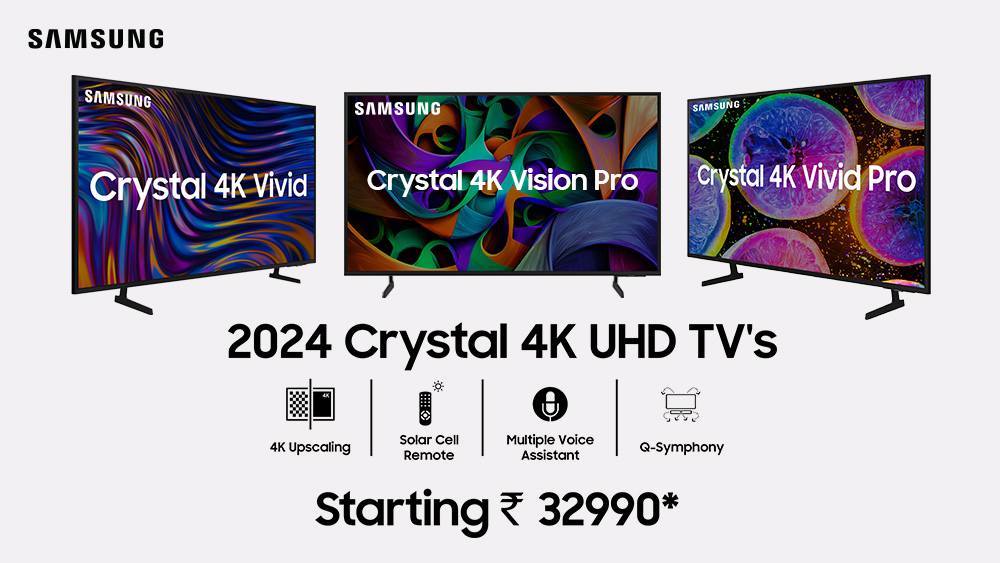 SAMSUNG
SAMSUNG
Crystal 4K Vivid
SAMSUNG
Crystal 4K Vision Pro
SAMSUNG
Crystal 4K Vivid Pro
2024 Crystal 4K UHD TV's
4K
4K Upscaling
Solar Cell
Remote
Multiple Voice
Assistant
Q-Symphony
Starting ₹ 32990*